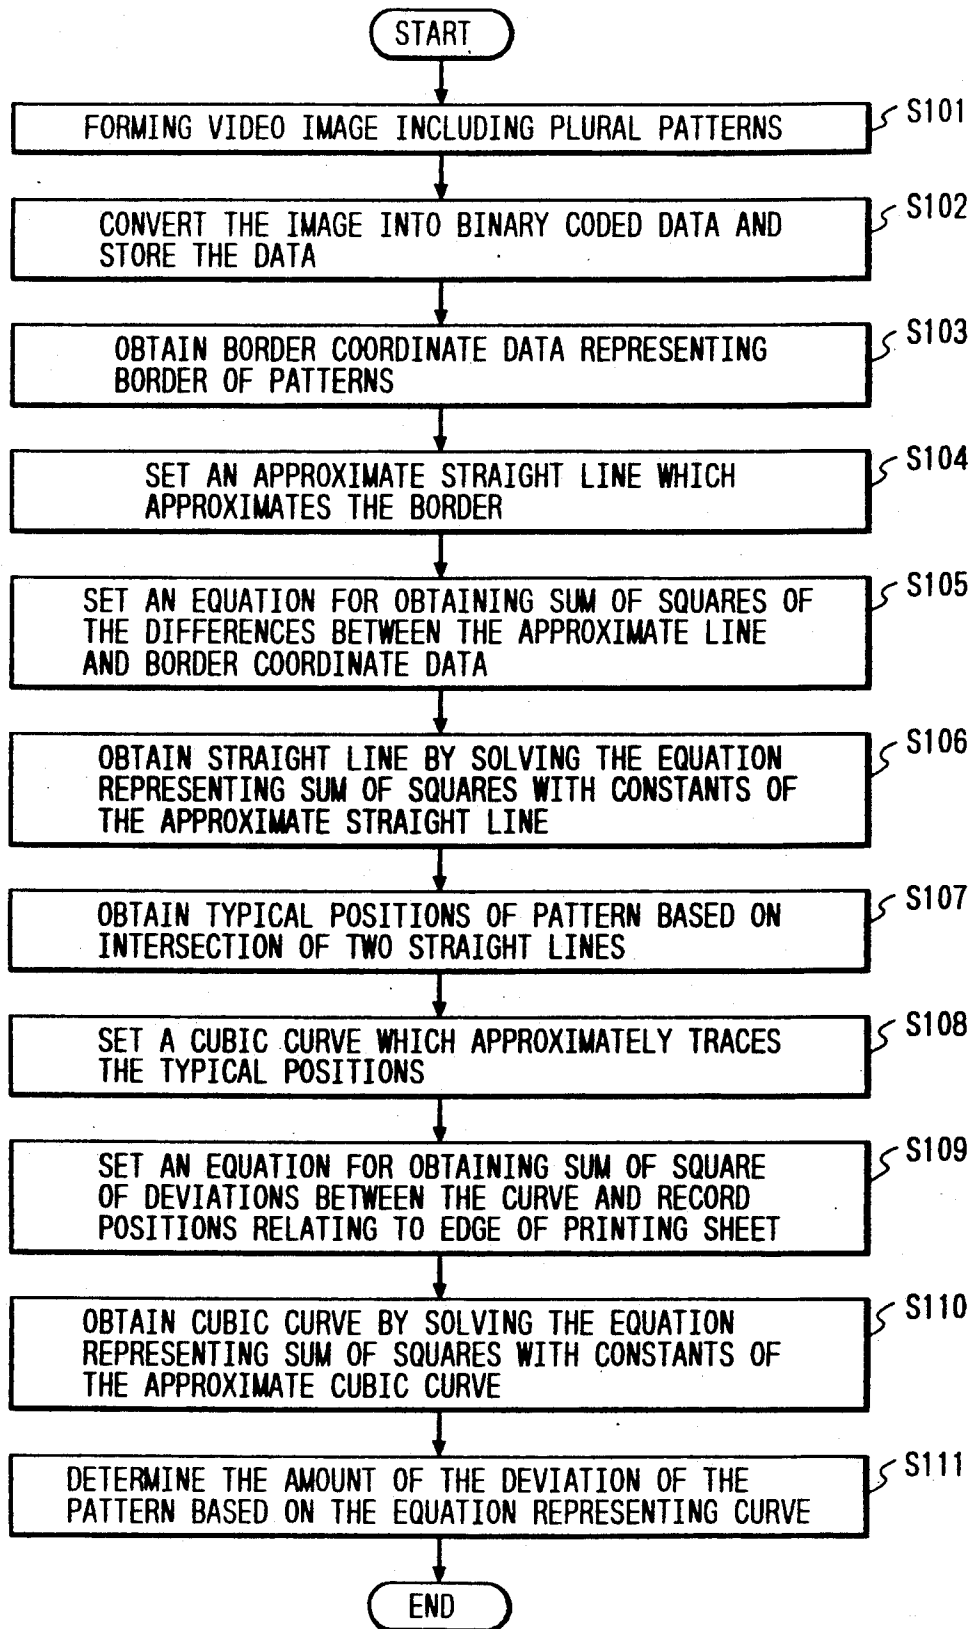 START
FORMING VIDEO IMAGE INCLUDING PLURAL PATTERNS
S101
CONVERT THE IMAGE INTO BINARY CODED DATA AND
STORE THE DATA
S102
OBTAIN BORDER COORDINATE DATA REPRESENTING
BORDER OF PATTERNS
S103
SET AN APPROXIMATE STRAIGHT LINE WHICH
APPROXIMATES THE BORDER
S104
SET AN EQUATION FOR OBTAINING SUM OF SQUARES OF
THE DIFFERENCES BETWEEN THE APPROXIMATE LINE
AND BORDER COORDINATE DATA
S105
OBTAIN STRAIGHT LINE BY SOLVING THE EQUATION
REPRESENTING SUM OF SQUARES WITH CONSTANTS OF
THE APPROXIMATE STRAIGHT LINE
S106
OBTAIN TYPICAL POSITIONS OF PATTERN BASED ON
INTERSECTION OF TWO STRAIGHT LINES
S107
SET A CUBIC CURVE WHICH APPROXIMATELY TRACES
THE TYPICAL POSITIONS
S108
SET AN EQUATION FOR OBTAINING SUM OF SQUARE
OF DEVIATIONS BETWEEN THE CURVE AND RECORD
POSITIONS RELATING TO EDGE OF PRINTING SHEET
S109
OBTAIN CUBIC CURVE BY SOLVING THE EQUATION
REPRESENTING SUM OF SQUARES WITH CONSTANTS OF
THE APPROXIMATE CUBIC CURVE
S110
DETERMINE THE AMOUNT OF THE DEVIATION OF THE
PATTERN BASED ON THE EQUATION REPRESENTING CURVE
S111
END